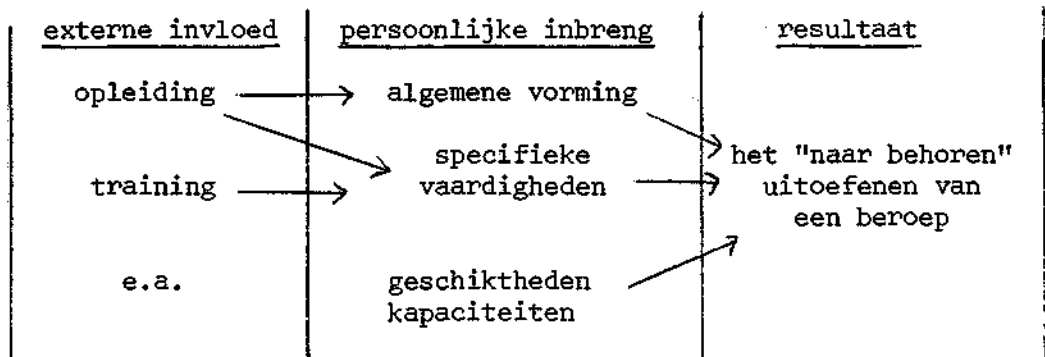 externe invloed persoonlijke inbreng resultaat
opleiding algemene vorming
specifieke het "naar behoren"
training vaardigheden uitoefenen van
een beroep
e.a. geschiktheden
kapaciteiten